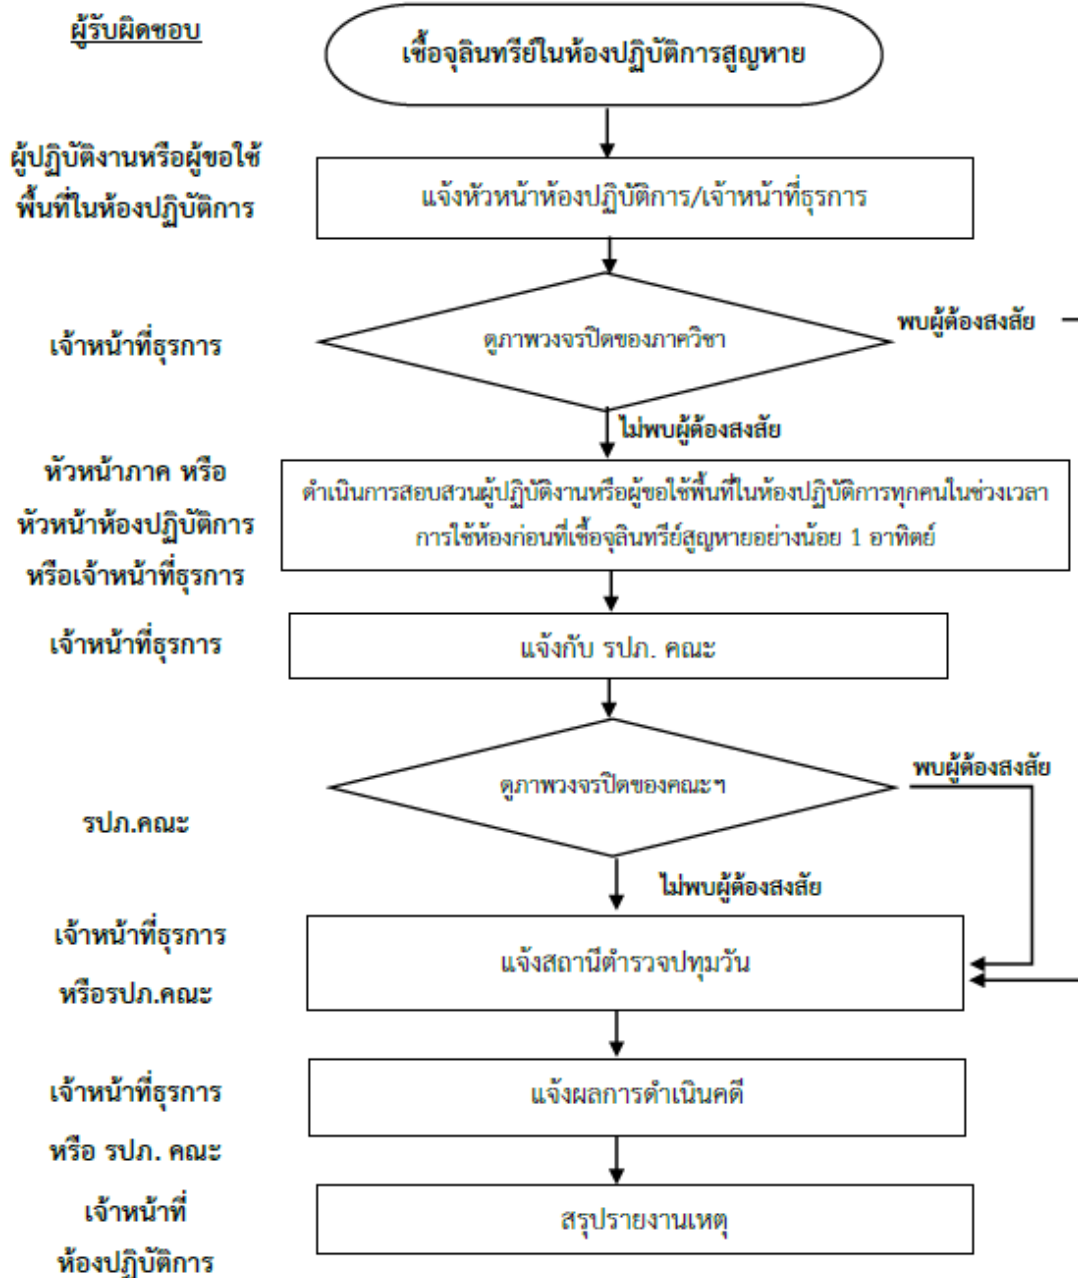 ผู้รับผิดชอบ
เชื้อจุลินทรีย์ในห้องปฏิบัติการสูญหาย
ผู้ปฏิบัติงานหรือผู้ขอใช้
พื้นที่ในห้องปฏิบัติการ
แจ้งหัวหน้าห้องปฏิบัติการ/เจ้าหน้าที่ธุรการ
เจ้าหน้าที่ธุรการ
ดูภาพวงจรปิดของภาควิชา
พบผู้ต้องสงสัย
ไม่พบผู้ต้องสงสัย
หัวหน้าภาค หรือ
หัวหน้าห้องปฏิบัติการ
หรือเจ้าหน้าที่ธุรการ
ดำเนินการสอบสวนผู้ปฏิบัติงานหรือผู้ขอใช้พื้นที่ในห้องปฏิบัติการทุกคนในช่วงเวลา
การใช้ห้องก่อนที่เชื้อจุลินทรีย์สูญหายอย่างน้อย 1 อาทิตย์
เจ้าหน้าที่ธุรการ
แจ้งกับ รปภ. คณะ
รปภ.คณะ
ดูภาพวงจรปิดของคณะฯ
พบผู้ต้องสงสัย
ไม่พบผู้ต้องสงสัย
เจ้าหน้าที่ธุรการ
หรือรปภ.คณะ
แจ้งสถานีตำรวจปทุมวัน
เจ้าหน้าที่ธุรการ
หรือ รปภ. คณะ
แจ้งผลการดำเนินคดี
เจ้าหน้าที่
ห้องปฏิบัติการ
สรุปรายงานเหตุ